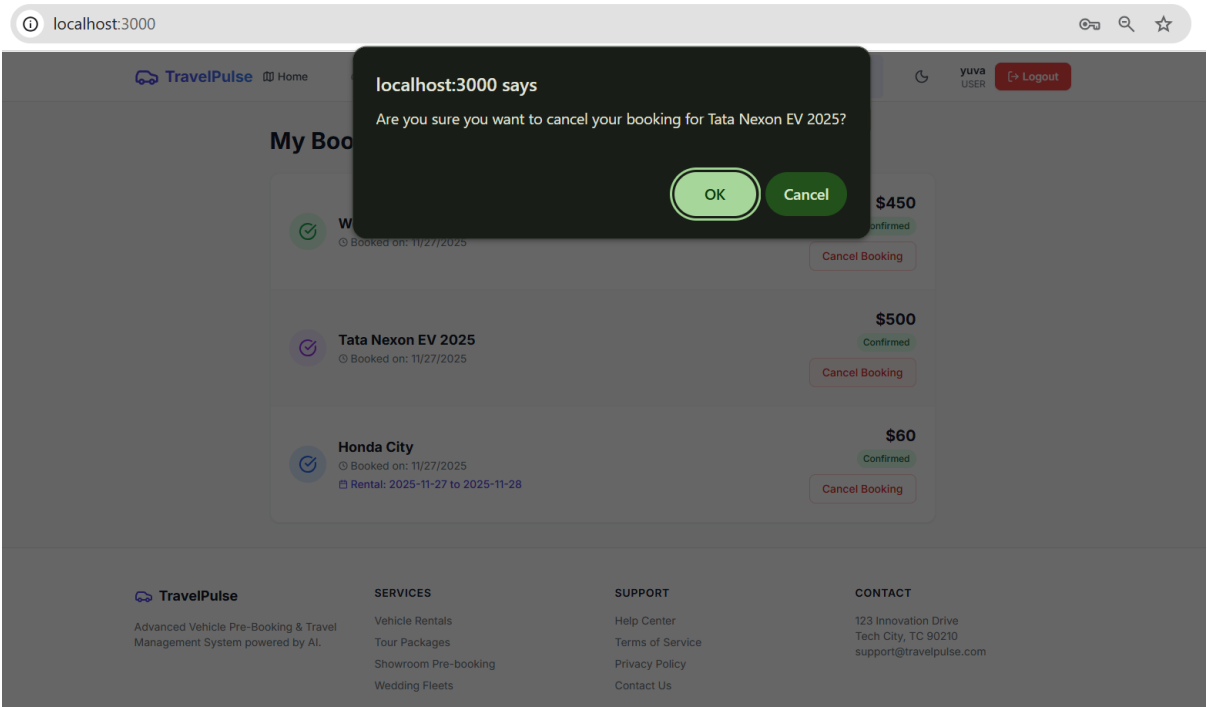 localhost:3000
TravelPulse Home
yuva
USER
Logout
localhost:3000 says
Are you sure you want to cancel your booking for Tata Nexon EV 2025?
OK Cancel
My Boo
W
Booked on: 11/27/2025
$450
onfirmed
Cancel Booking
Tata Nexon EV 2025
Booked on: 11/27/2025
$500
Confirmed
Cancel Booking
Honda City
Booked on: 11/27/2025
Rental: 2025-11-27 to 2025-11-28
$60
Confirmed
Cancel Booking
TravelPulse
Advanced Vehicle Pre-Booking & Travel
Management System powered by AI.
SERVICES
Vehicle Rentals
Tour Packages
Showroom Pre-booking
Wedding Fleets
SUPPORT
Help Center
Terms of Service
Privacy Policy
Contact Us
CONTACT
123 Innovation Drive
Tech City, TC 90210
support@travelpulse.com